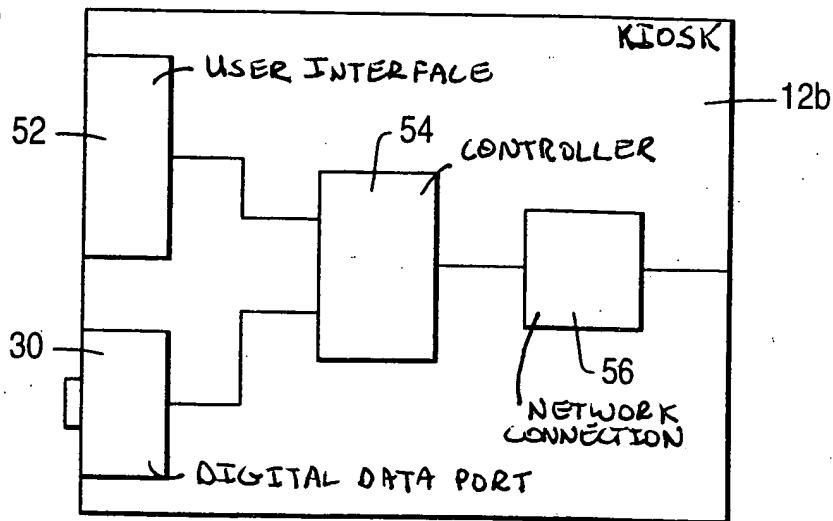 KIOSK
USER INTERFACE
12b
52
54
CONTROLLER
30
56
NETWORK
CONNECTION
DIGITAL DATA PORT